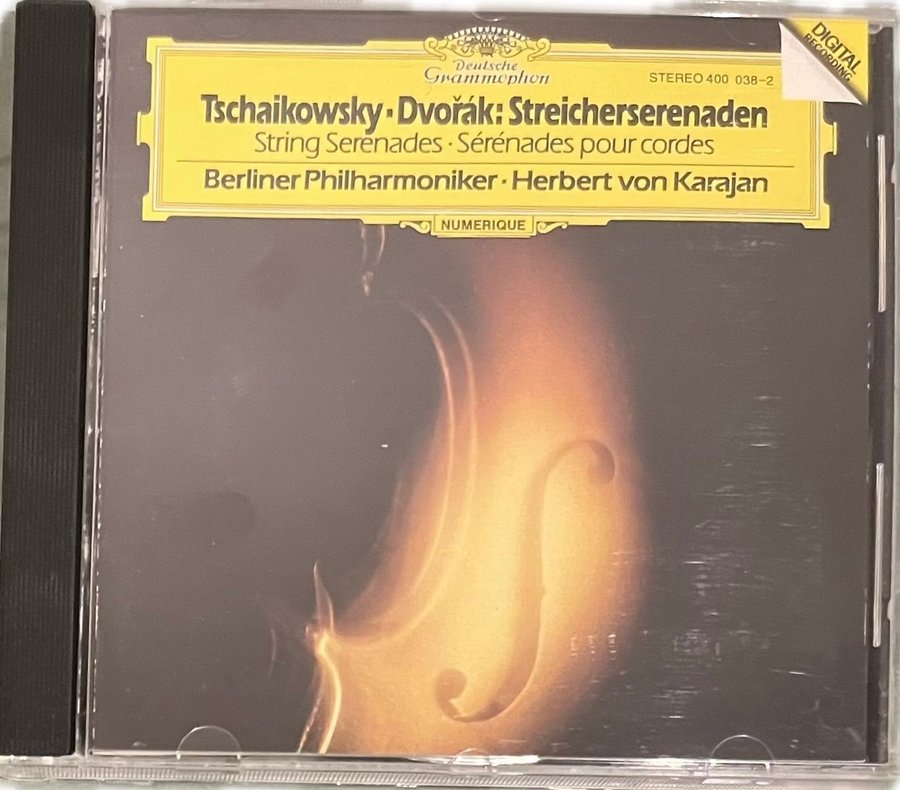 DIGITAL
RECORDING
Deutsche
Grammophon
STEREO 400 038-2
Tschaikowsky · Dvořák: Streicherserenaden
String Serenades · Sérénades pour cordes
Berliner Philharmoniker · Herbert von Karajan
NUMERIQUE